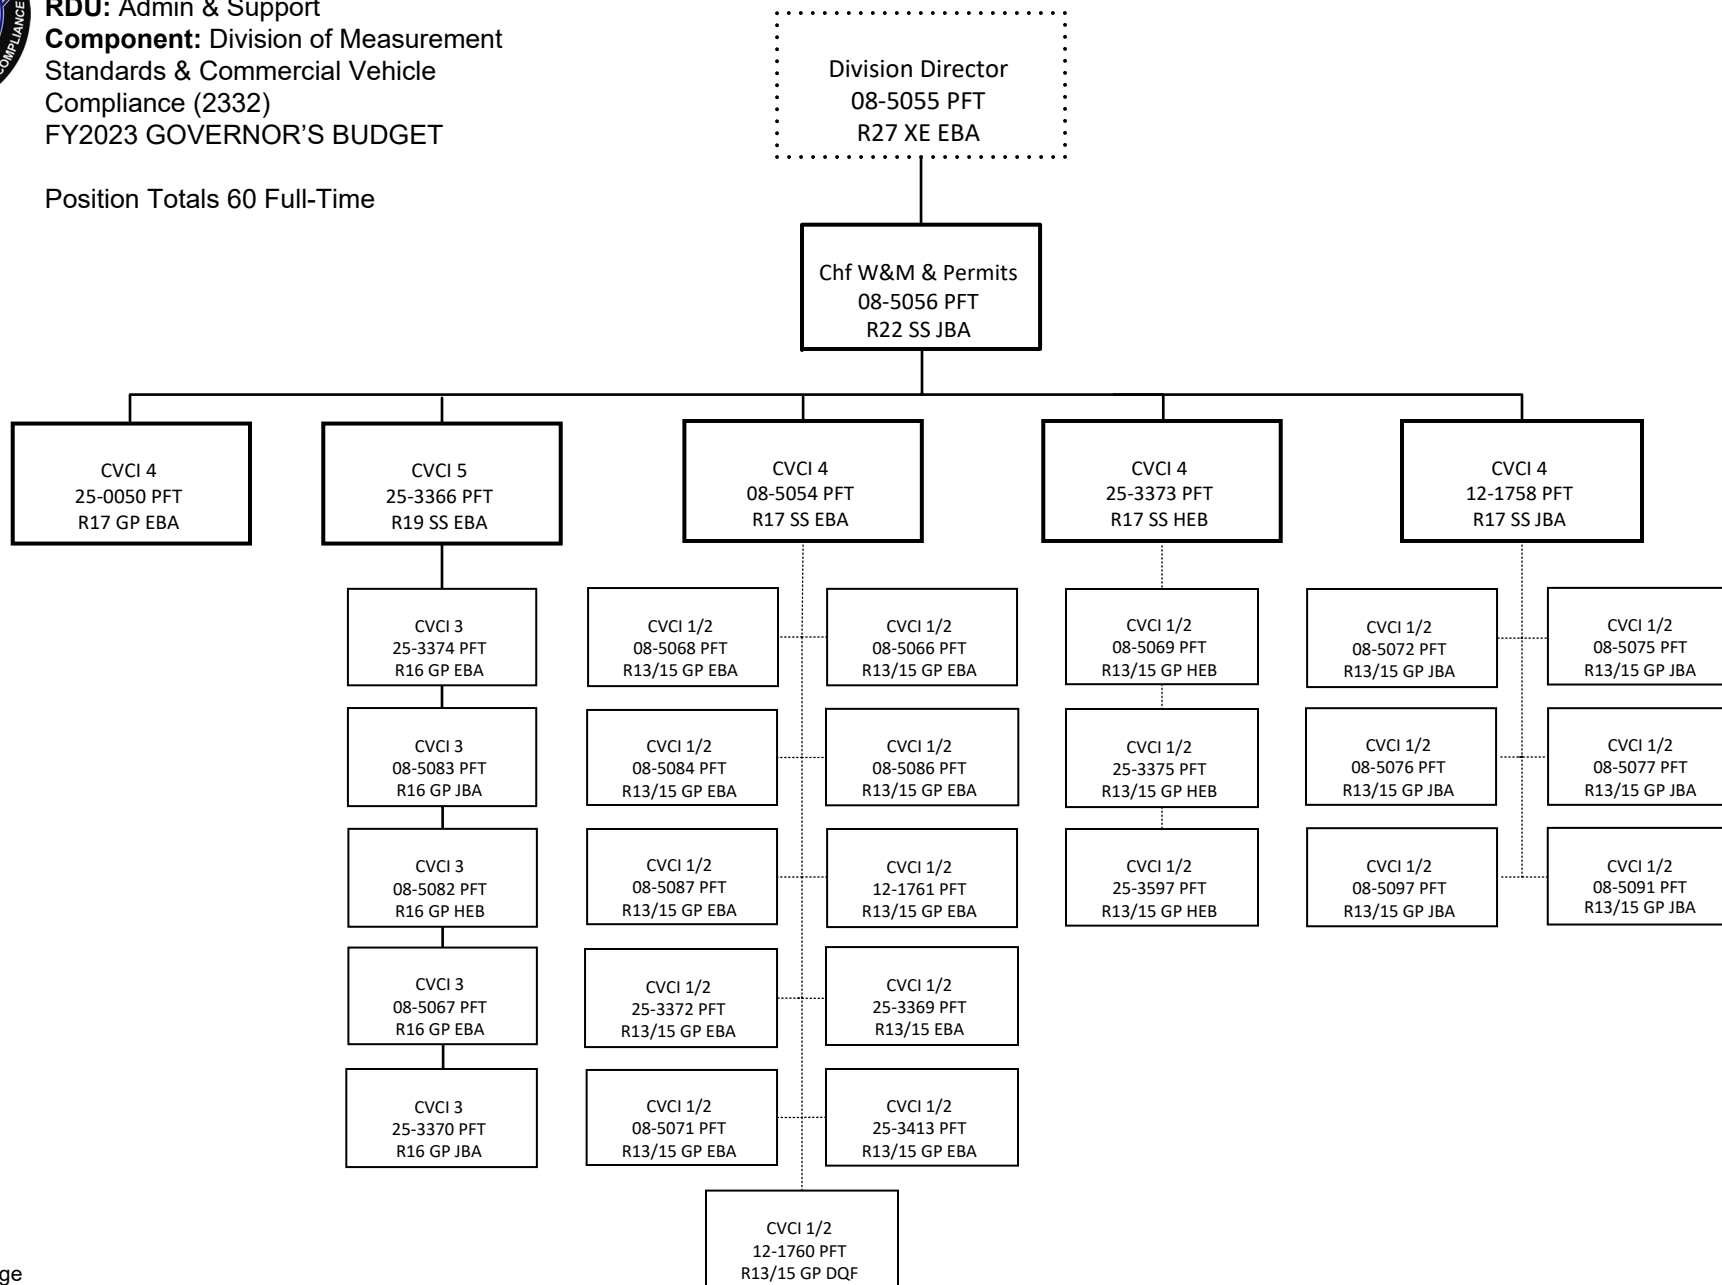 COMPLIANCE
RDU: Admin & Support
Component: Division of Measurement
Standards & Commercial Vehicle
Compliance (2332)
FY2023 GOVERNOR'S BUDGET
Position Totals 60 Full-Time
Division Director
08-5055 PFT
R27 XE EBA
Chf W&M & Permits
08-5056 PFT
R22 SS JBA
CVCI 4
25-0050 PFT
R17 GP EBA
CVCI 5
25-3366 PFT
R19 SS EBA
CVCI 4
08-5054 PFT
R17 SS EBA
CVCI 4
25-3373 PFT
R17 SS HEB
CVCI 4
12-1758 PFT
R17 SS JBA
CVCI 3
25-3374 PFT
R16 GP EBA
CVCI 1/2
08-5068 PFT
R13/15 GP EBA
CVCI 1/2
08-5066 PFT
R13/15 GP EBA
CVCI 1/2
08-5069 PFT
R13/15 GP HEB
CVCI 1/2
08-5072 PFT
R13/15 GP JBA
CVCI 1/2
08-5075 PFT
R13/15 GP JBA
CVCI 3
08-5083 PFT
R16 GP JBA
CVCI 1/2
08-5084 PFT
R13/15 GP EBA
CVCI 1/2
08-5086 PFT
R13/15 GP EBA
CVCI 1/2
25-3375 PFT
R13/15 GP HEB
CVCI 1/2
08-5076 PFT
R13/15 GP JBA
CVCI 1/2
08-5077 PFT
R13/15 GP JBA
CVCI 3
08-5082 PFT
R16 GP HEB
CVCI 1/2
08-5087 PFT
R13/15 GP EBA
CVCI 1/2
12-1761 PFT
R13/15 GP EBA
CVCI 1/2
25-3597 PFT
R13/15 GP HEB
CVCI 1/2
08-5097 PFT
R13/15 GP JBA
CVCI 1/2
08-5091 PFT
R13/15 GP JBA
CVCI 3
08-5067 PFT
R16 GP EBA
CVCI 1/2
25-3372 PFT
R13/15 GP EBA
CVCI 1/2
25-3369 PFT
R13/15 EBA
CVCI 3
25-3370 PFT
R16 GP JBA
CVCI 1/2
08-5071 PFT
R13/15 GP EBA
CVCI 1/2
25-3413 PFT
R13/15 GP EBA
CVCI 1/2
12-1760 PFT
R13/15 GP DQF
ge